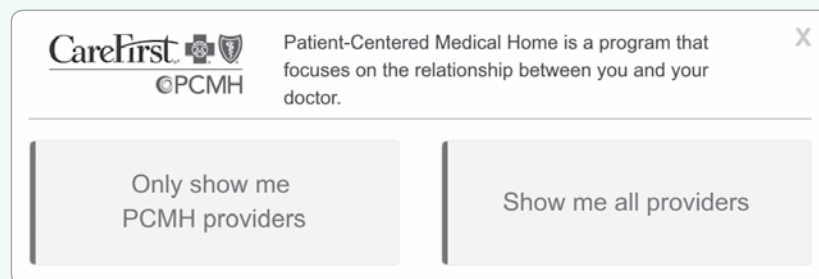 CareFirst
PCMH
Patient-Centered Medical Home is a program that
focuses on the relationship between you and your
doctor.
X
Only show me
PCMH providers
Show me all providers